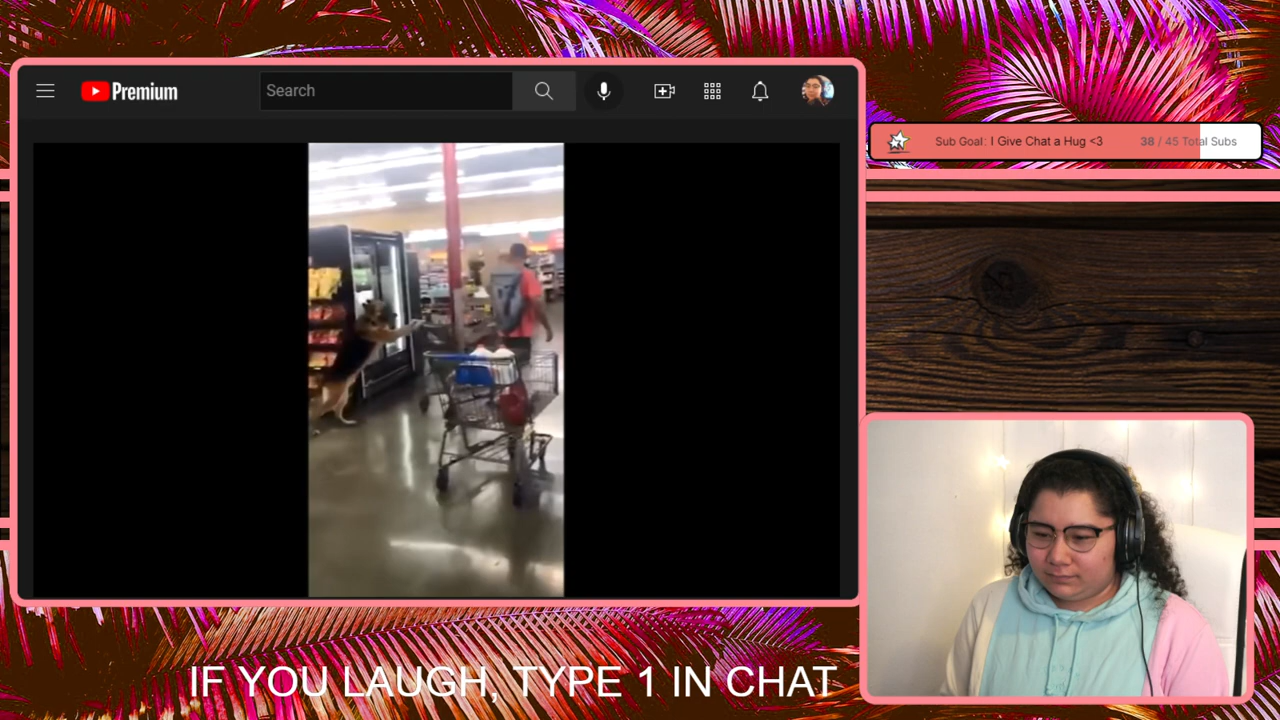 Premium
Search
Sub Goal: I Give Chat a Hug <3 38 / 45 Total Subs
IF YOU LAUGH, TYPE 1 IN CHAT